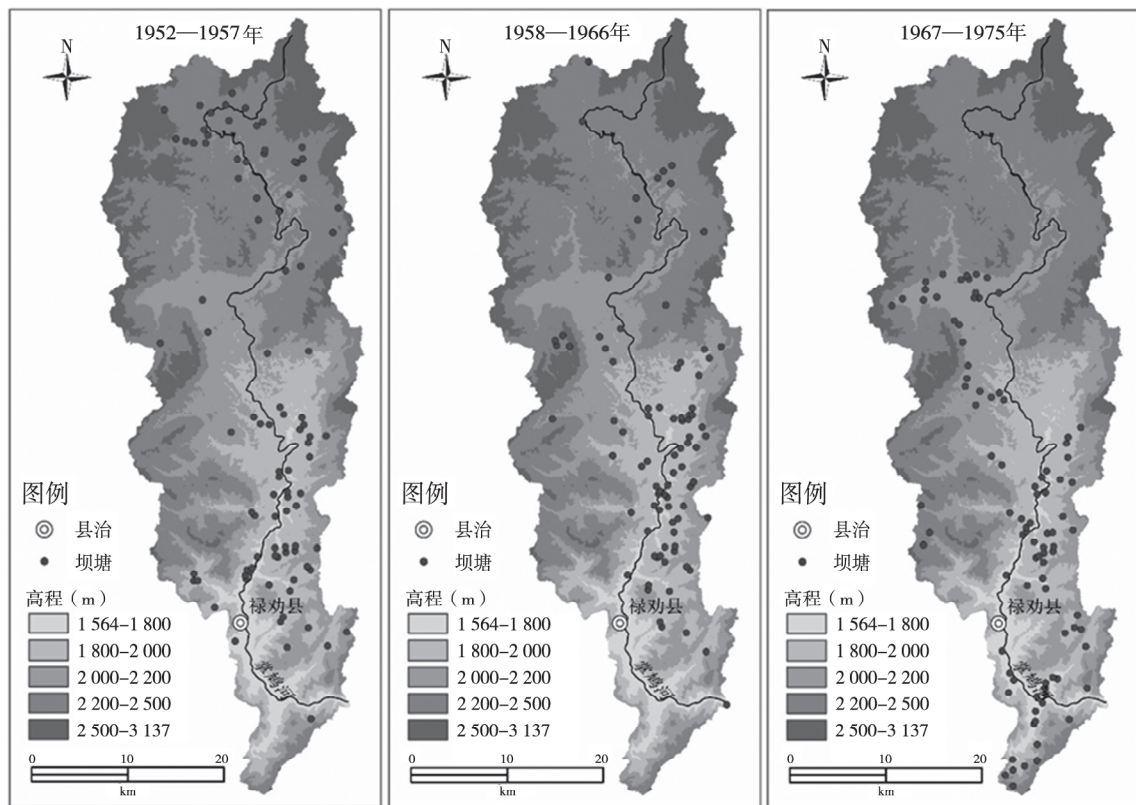 1952—1957年
N
禄劝县
掌鸠河
图例
县治
坝塘
高程（m）
1 564–1 800
1 800–2 000
2 000–2 200
2 200–2 500
2 500–3 137
0 10 20
km
1958—1966年
N
禄劝县
掌鸠河
图例
县治
坝塘
高程（m）
1 564–1 800
1 800–2 000
2 000–2 200
2 200–2 500
2 500–3 137
0 10 20
km
1967—1975年
N
禄劝县
掌鸠河
图例
县治
坝塘
高程（m）
1 564–1 800
1 800–2 000
2 000–2 200
2 200–2 500
2 500–3 137
0 10 20
km